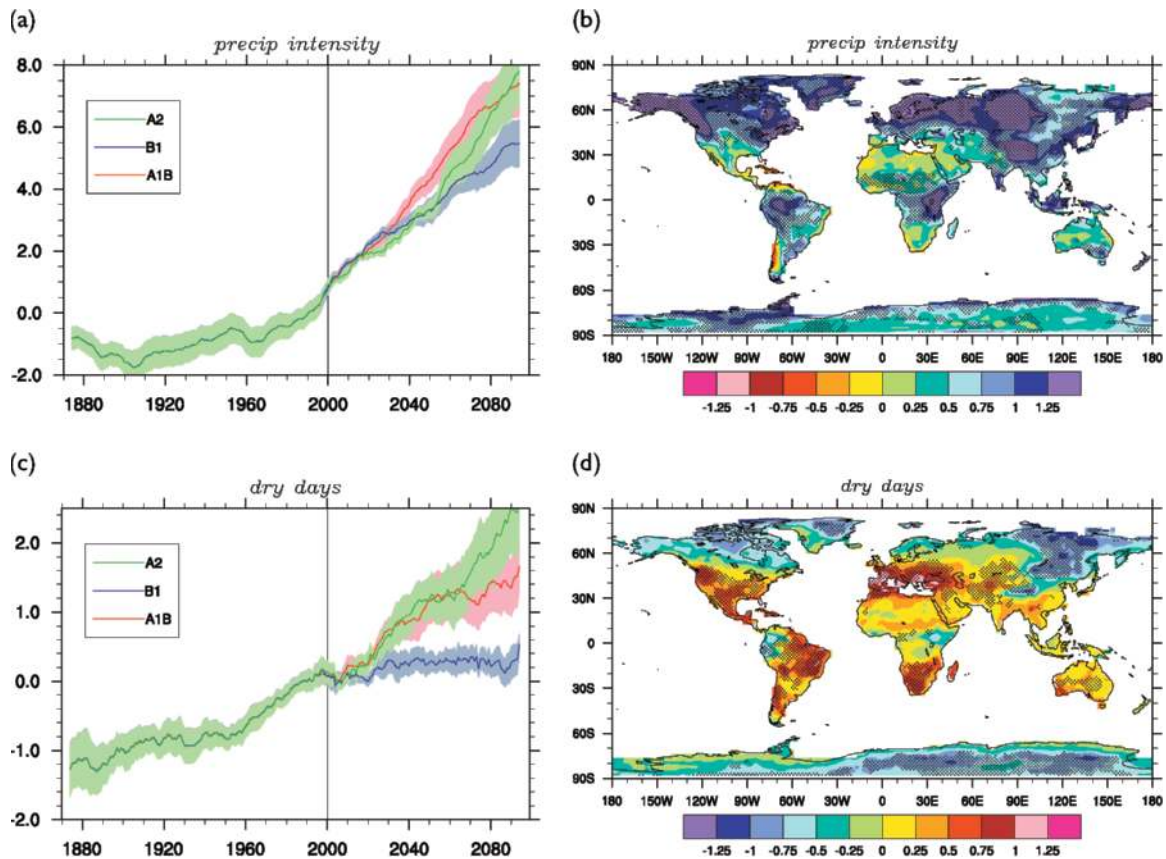 (a)
precip intensity
8.0
6.0
4.0
2.0
0.0
-2.0
A2
B1
A1B
1880 1920 1960 2000 2040 2080
(b)
precip intensity
90N
60N
30N
0
30S
60S
90S
180 150W 120W 90W 60W 30W 0 30E 60E 90E 120E 150E 180
-1.25 -1 -0.75 -0.5 -0.25 0 0.25 0.5 0.75 1 1.25
(c)
dry days
2.0
1.0
0.0
-1.0
-2.0
A2
B1
A1B
1880 1920 1960 2000 2040 2080
(d)
dry days
90N
60N
30N
0
30S
60S
90S
180 150W 120W 90W 60W 30W 0 30E 60E 90E 120E 150E 180
-1.25 -1 -0.75 -0.5 -0.25 0 0.25 0.5 0.75 1 1.25